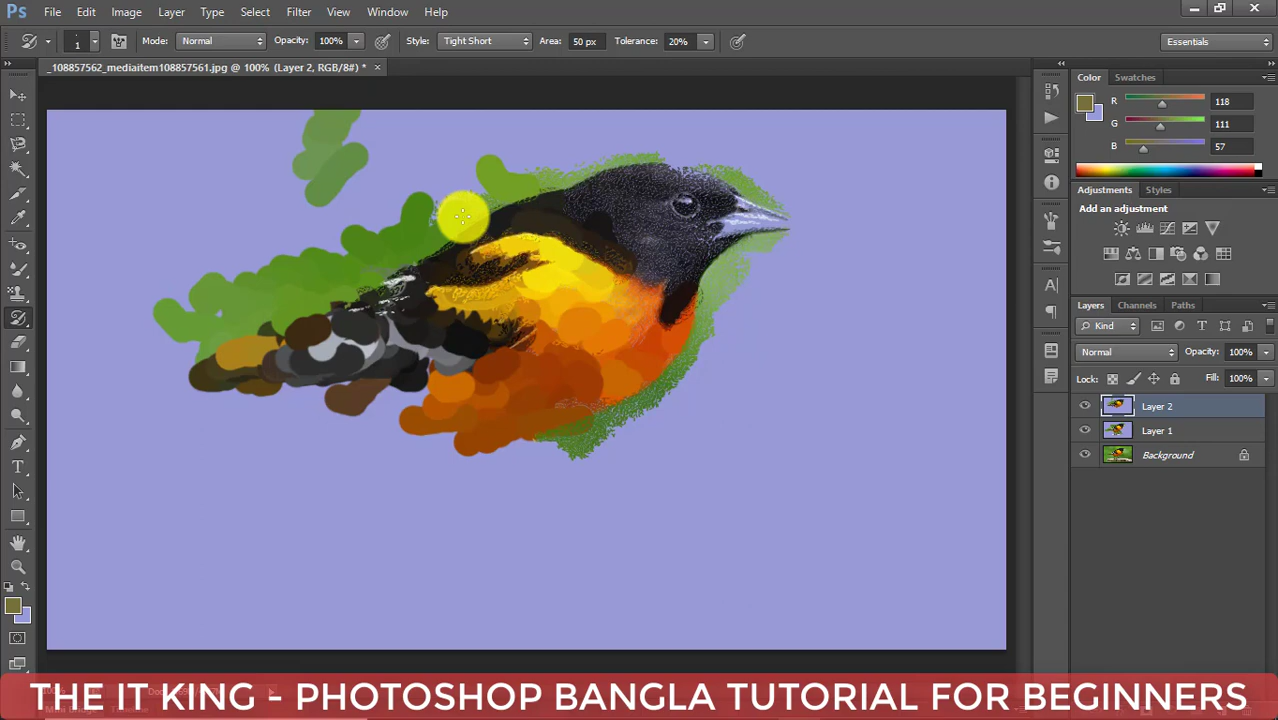 Ps File Edit Image Layer Type Select Filter View Window Help
1 Mode: Normal Opacity: 100% Style: Tight Short Area: 50 px Tolerance: 20% Essentials
_108857562_mediaitem108857561.jpg @ 100% (Layer 2, RGB/8#) *
Color Swatches
R 118
G 111
B 57
Adjustments Styles
Add an adjustment
Layers Channels Paths
Kind
Normal Opacity: 100%
Lock: Fill: 100%
Layer 2
Layer 1
Background
THE IT KING - PHOTOSHOP BANGLA TUTORIAL FOR BEGINNERS